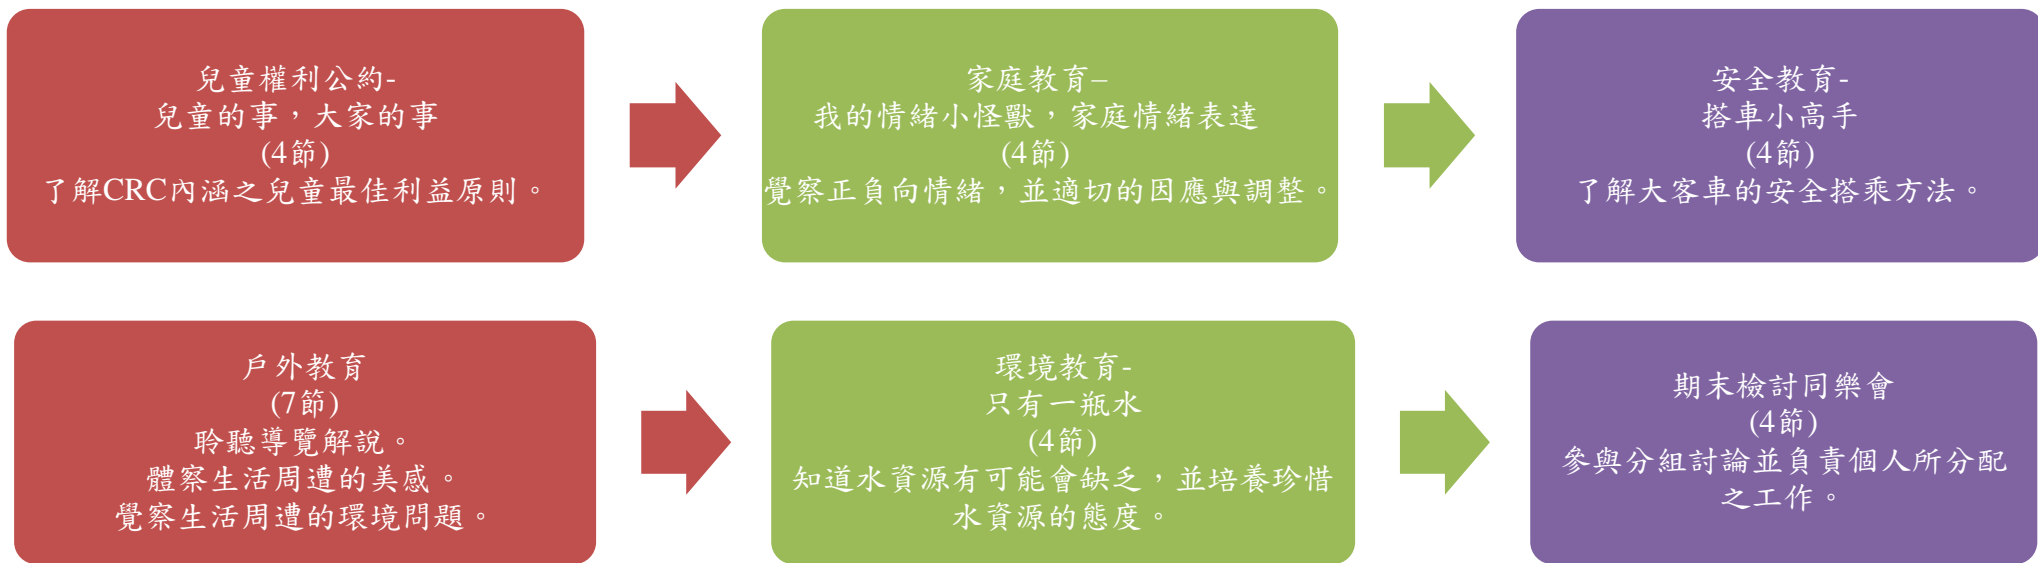 兒童權利公約-
兒童的事，大家的事
(4節)
了解CRC內涵之兒童最佳利益原則。
家庭教育–
我的情緒小怪獸，家庭情緒表達
(4節)
覺察正負向情緒，並適切的因應與調整。
安全教育-
搭車小高手
(4節)
了解大客車的安全搭乘方法。
戶外教育
(7節)
聆聽導覽解說。
體察生活周遭的美感。
覺察生活周遭的環境問題。
環境教育-
只有一瓶水
(4節)
知道水資源有可能會缺乏，並培養珍惜
水資源的態度。
期末檢討同樂會
(4節)
參與分組討論並負責個人所分配
之工作。